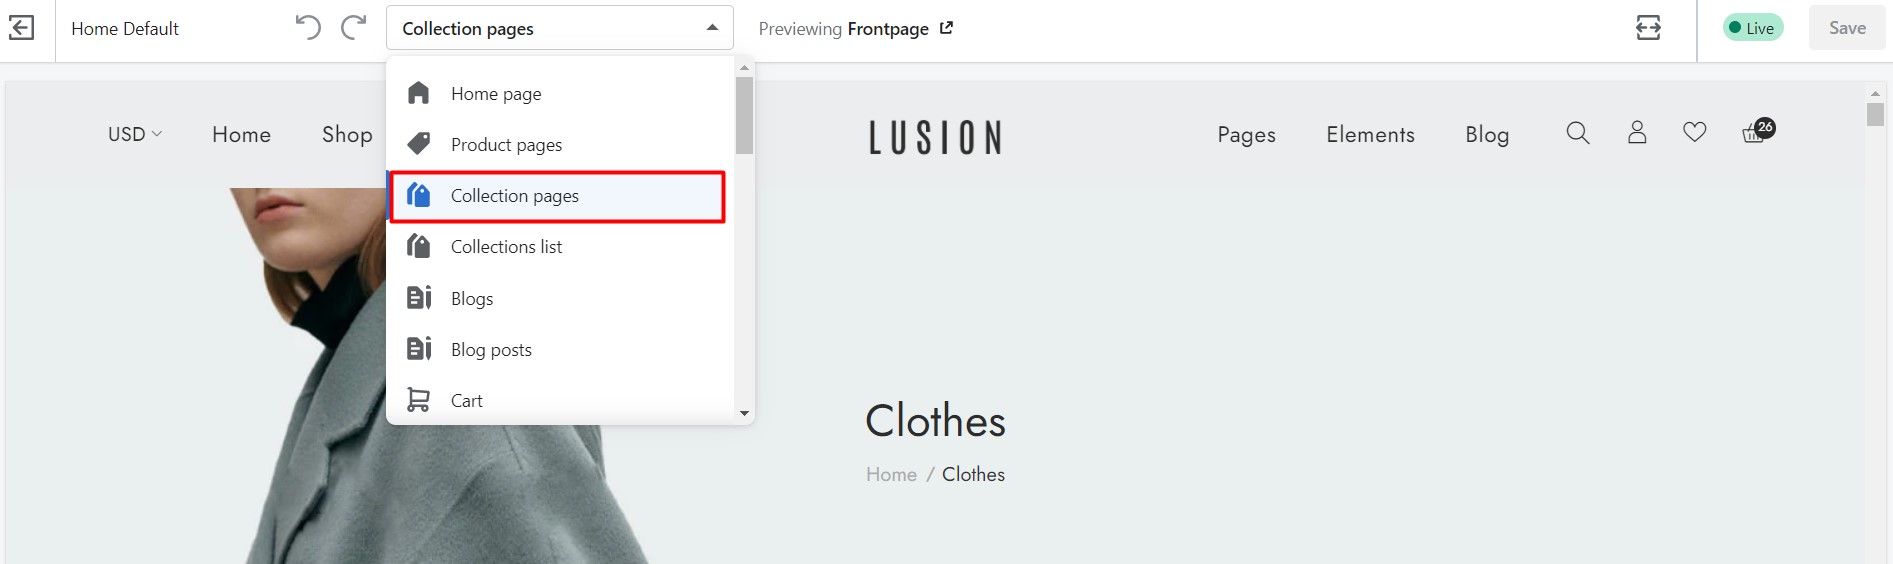 Home Default
Collection pages
Previewing Frontpage
Live
Save
Home page
Product pages
Collection pages
Collections list
Blogs
Blog posts
Cart
USD
Home
Shop
LUSION
Pages
Elements
Blog
26
Clothes
Home / Clothes